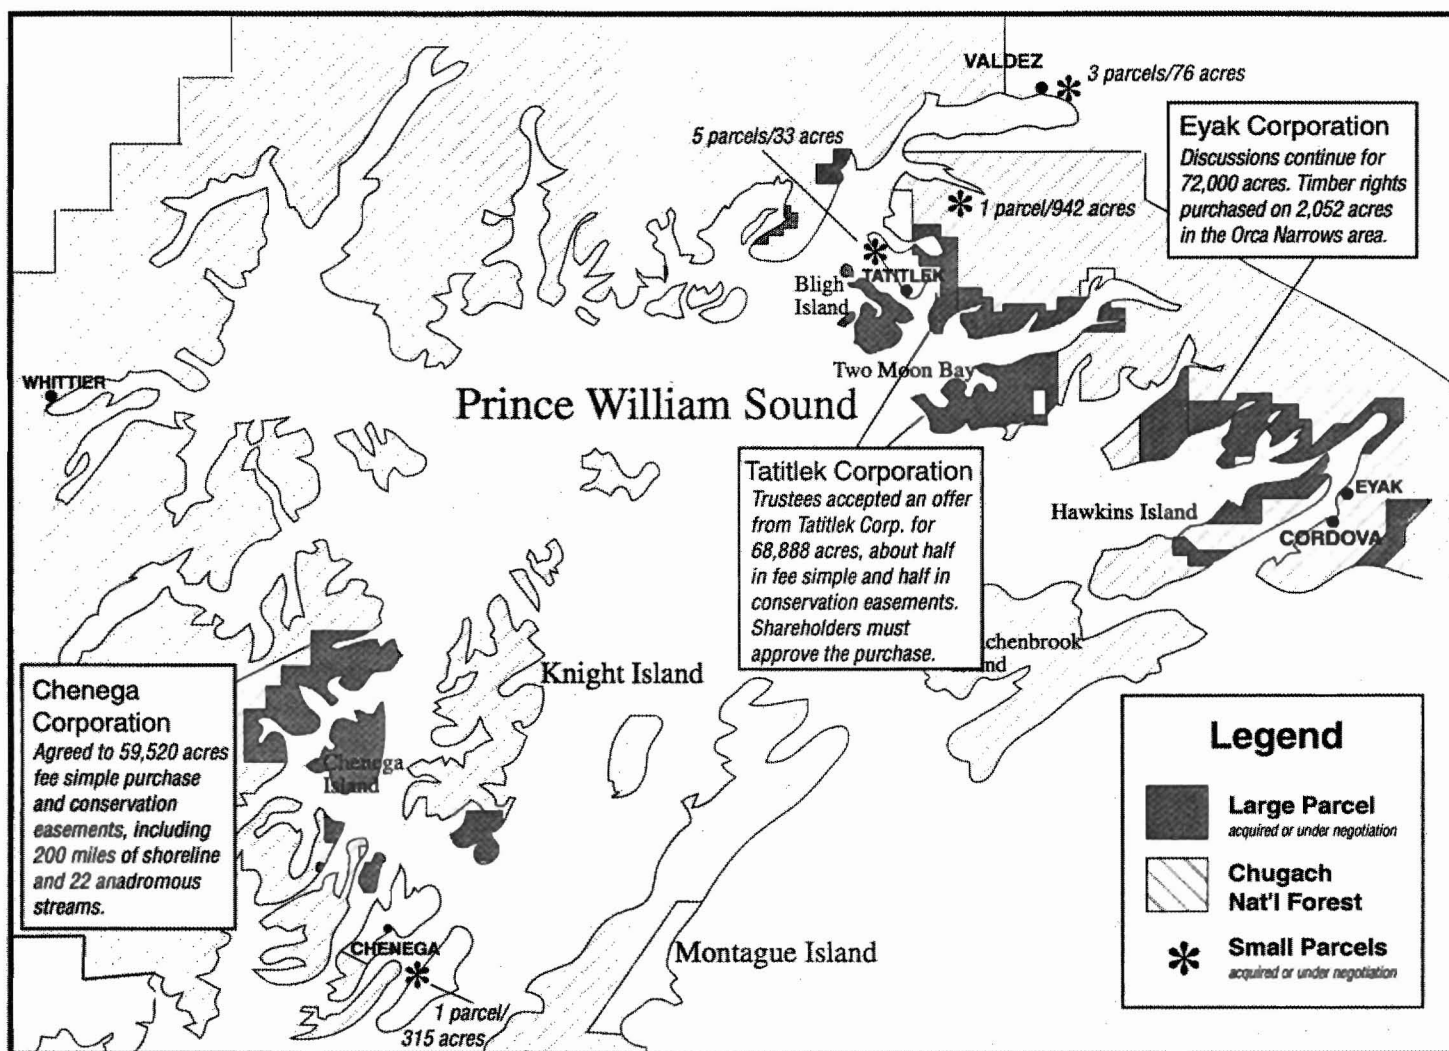 VALDEZ
3 parcels/76 acres
5 parcels/33 acres
1 parcel/942 acres
Eyak Corporation
Discussions continue for
72,000 acres. Timber rights
purchased on 2,052 acres
in the Orca Narrows area.
TATITLEK
Bligh
Island
Two Moon Bay
WHITTIER
Prince William Sound
Tatitlek Corporation
Trustees accepted an offer
from Tatitlek Corp. for
68,888 acres, about half
in fee simple and half in
conservation easements.
Shareholders must
approve the purchase.
Hawkins Island
EYAK
CORDOVA
chenbrook
nd
Knight Island
Chenega
Corporation
Agreed to 59,520 acres
fee simple purchase
and conservation
easements, including
200 miles of shoreline
and 22 anadromous
streams.
Chenega
Island
CHENEGA
1 parcel/
315 acres
Montague Island
Legend
Large Parcel
acquired or under negotiation
Chugach
Nat'l Forest
Small Parcels
acquired or under negotiation